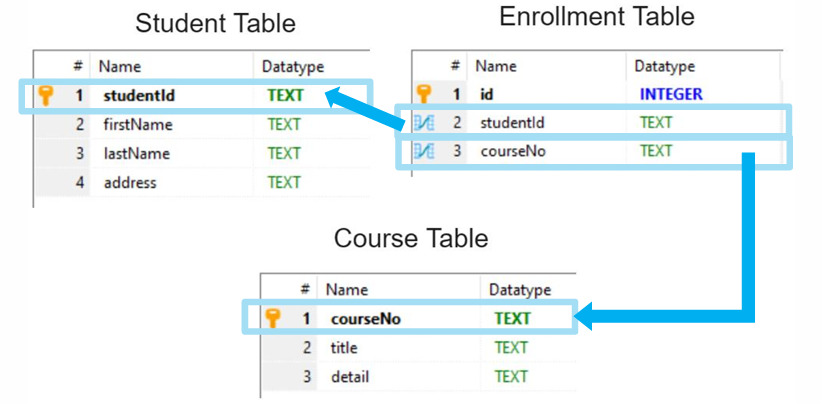 Student Table
# Name Datatype
1 studentId TEXT
2 firstName TEXT
3 lastName TEXT
4 address TEXT
Enrollment Table
# Name Datatype
1 id INTEGER
2 studentId TEXT
3 courseNo TEXT
Course Table
# Name Datatype
1 courseNo TEXT
2 title TEXT
3 detail TEXT